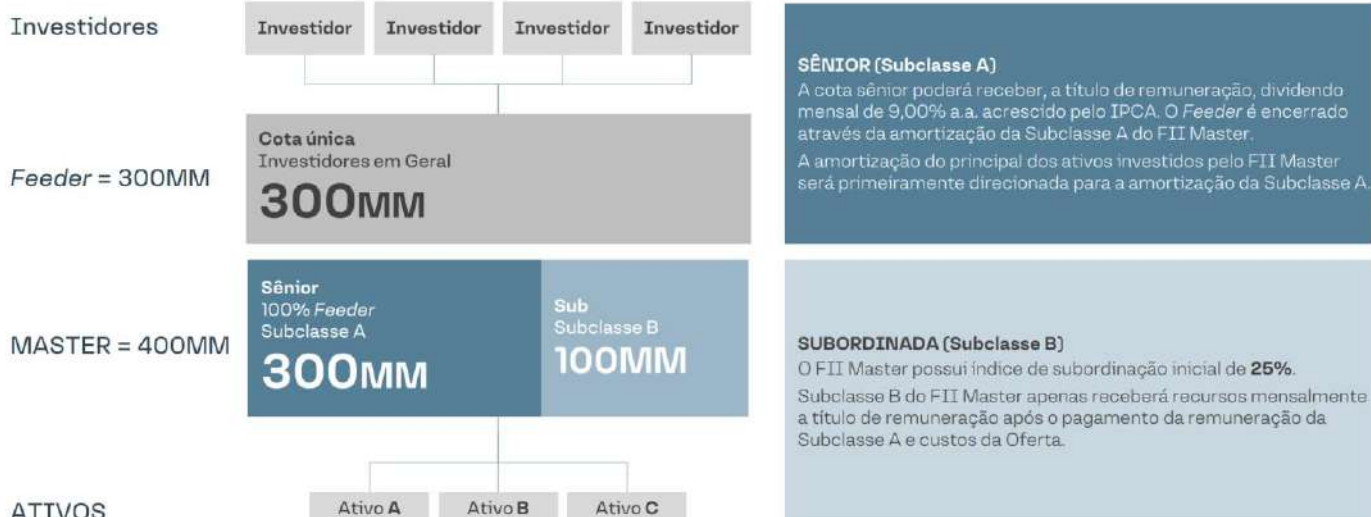 Investidores
Investidor Investidor Investidor Investidor
Feeder = 300MM
Cota única
Investidores em Geral
300MM
MASTER = 400MM
Sênior
100% Feeder
Subclasse A
300MM
Sub
Subclasse B
100MM
ATIVOS
Ativo A Ativo B Ativo C
SÊNIOR (Subclasse A)
A cota sênior poderá receber, a título de remuneração, dividendo
mensal de 9,00% a.a. acrescido pelo IPCA. O Feeder é encerrado
através da amortização da Subclasse A do FII Master.
A amortização do principal dos ativos investidos pelo FII Master
será primeiramente direcionada para a amortização da Subclasse A.
SUBORDINADA (Subclasse B)
O FII Master possui índice de subordinação inicial de 25%.
Subclasse B do FII Master apenas receberá recursos mensalmente
a título de remuneração após o pagamento da remuneração da
Subclasse A e custos da Oferta.